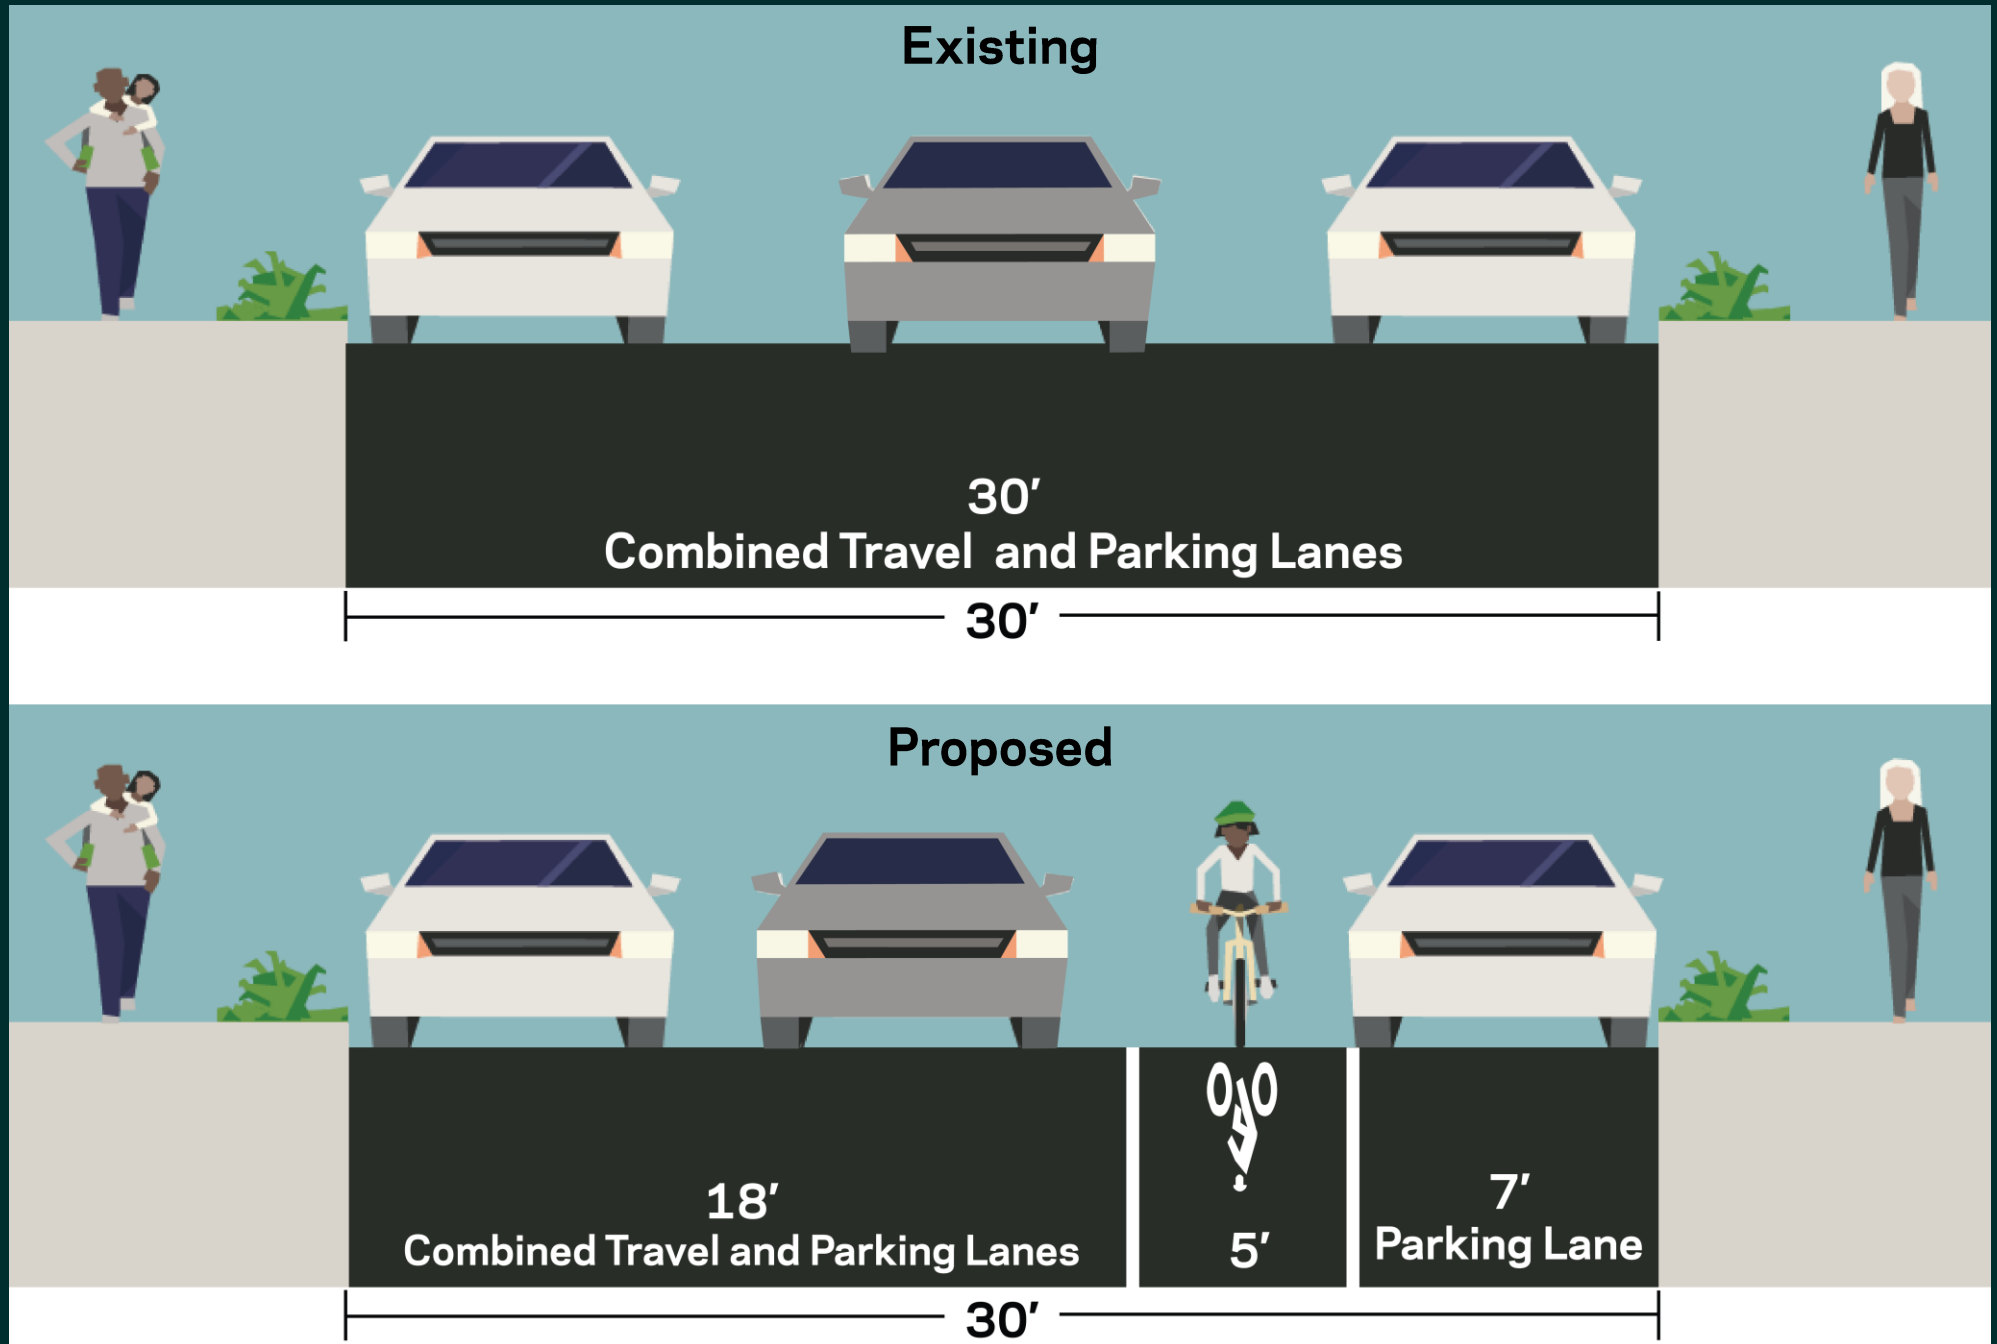 Existing
30′
Combined Travel and Parking Lanes
30′
Proposed
18′
Combined Travel and Parking Lanes
5′
7′
Parking Lane
30′